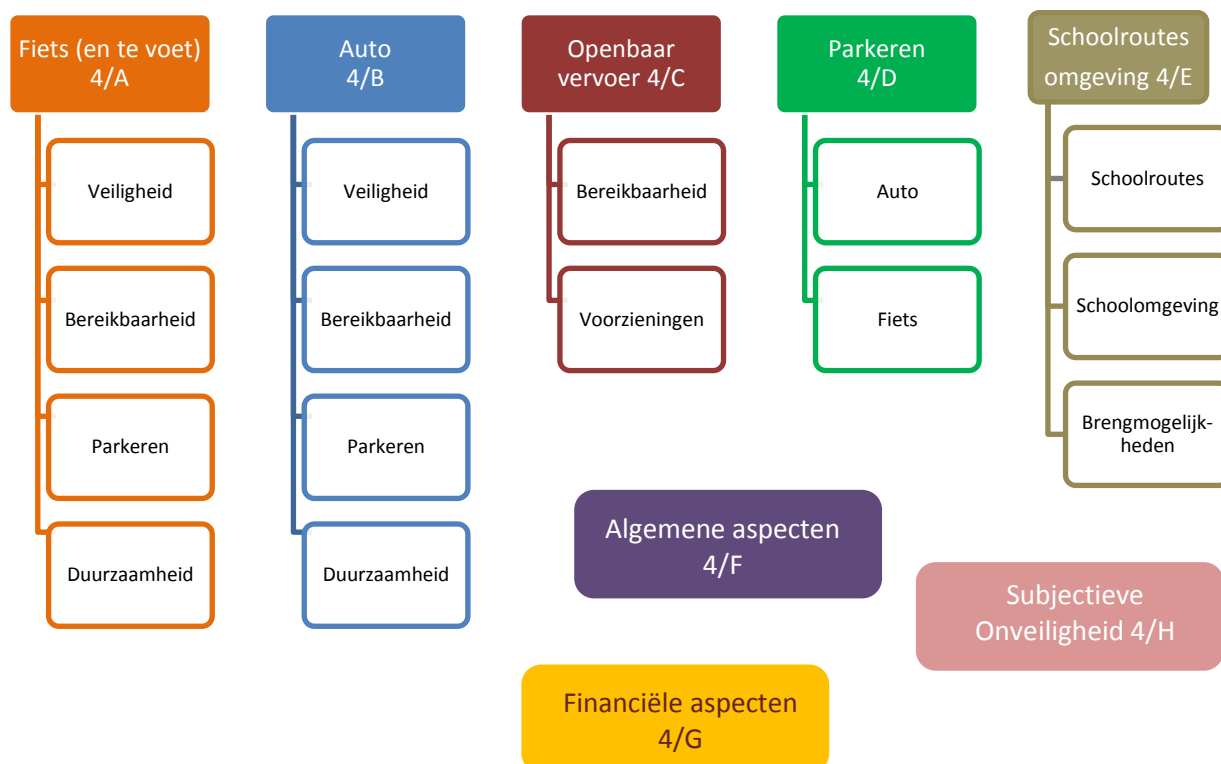 Fiets (en te voet)
4/A
Auto
4/B
Openbaar
vervoer 4/C
Parkeren
4/D
Schoolroutes
omgeving 4/E
Veiligheid
Bereikbaarheid
Parkeren
Duurzaamheid
Veiligheid
Bereikbaarheid
Parkeren
Duurzaamheid
Bereikbaarheid
Voorzieningen
Auto
Fiets
Schoolroutes
Schoolomgeving
Brengmogelijk-
heden
Algemene aspecten
4/F
Subjectieve
Onveiligheid 4/H
Financiële aspecten
4/G